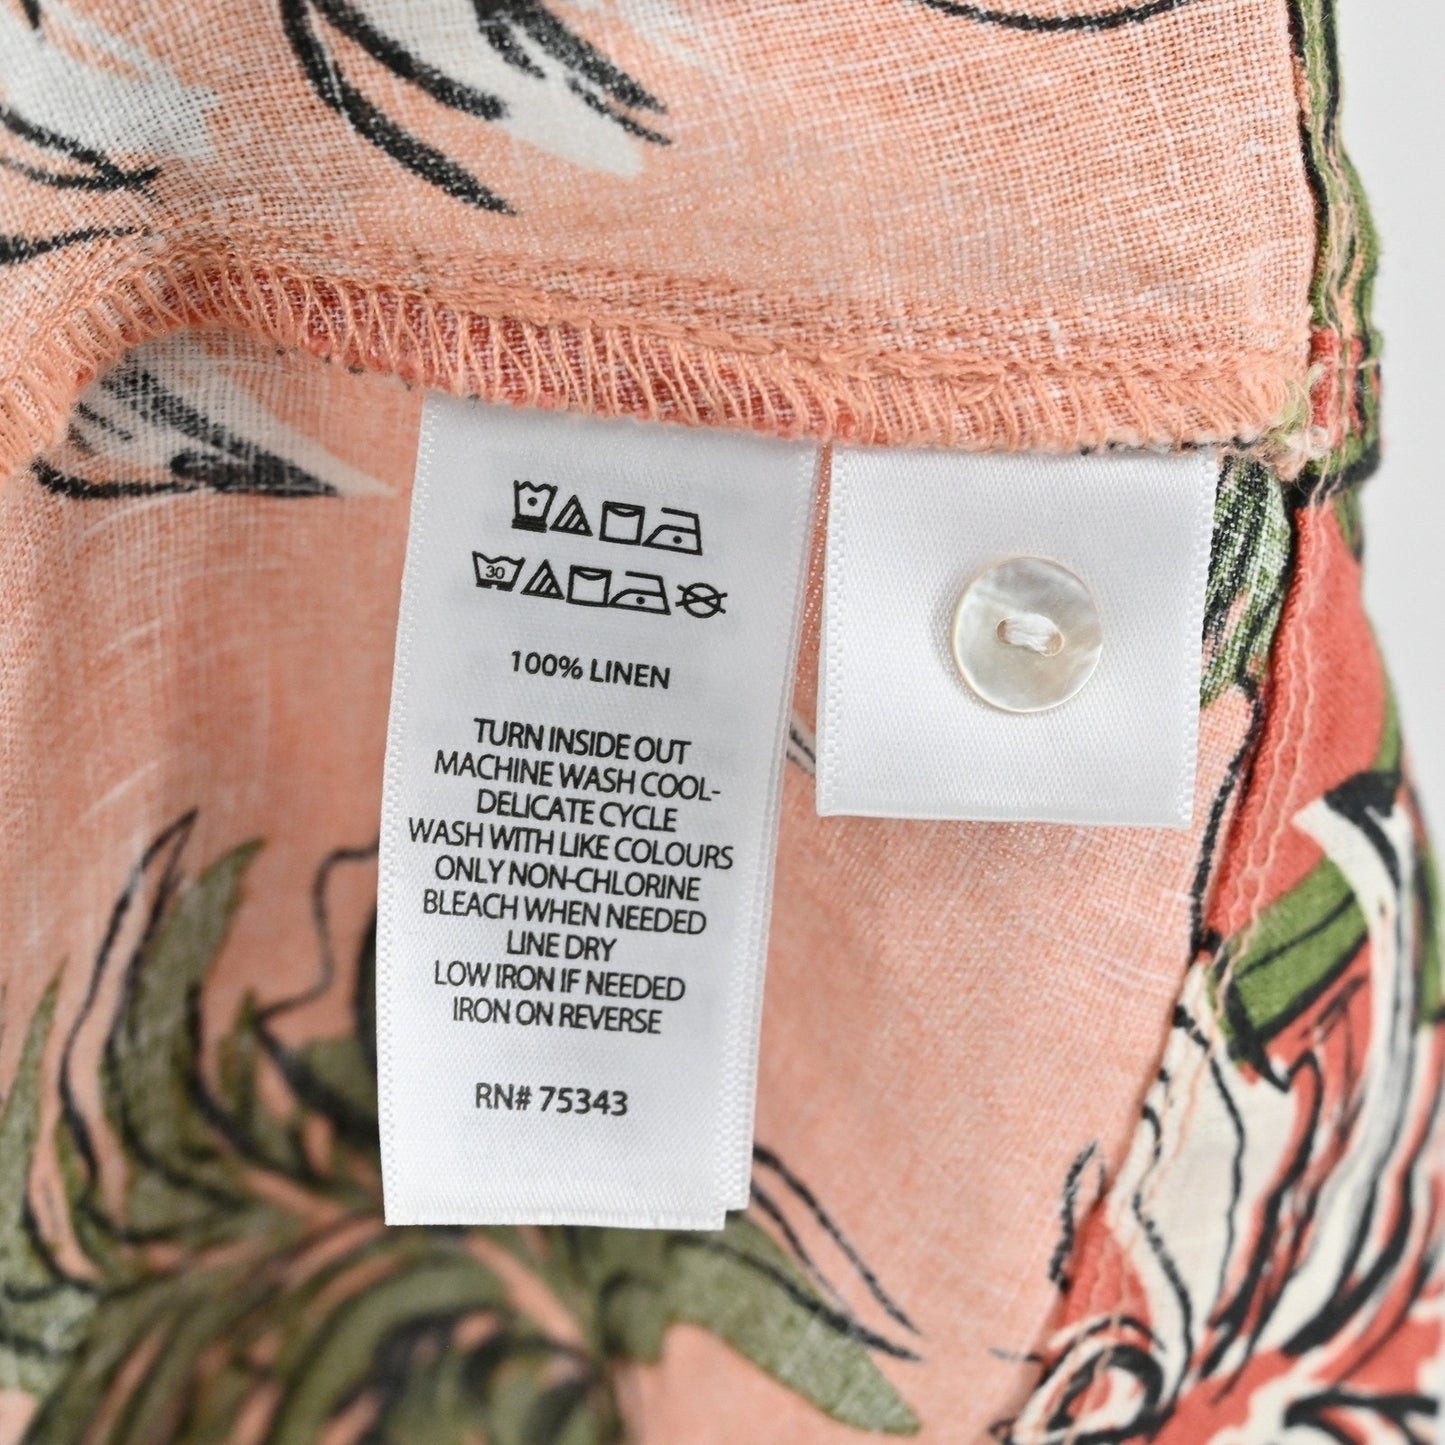 30
100% LINEN
TURN INSIDE OUT
MACHINE WASH COOL-
DELICATE CYCLE
WASH WITH LIKE COLOURS
ONLY NON-CHLORINE
BLEACH WHEN NEEDED
LINE DRY
LOW IRON IF NEEDED
IRON ON REVERSE
RN# 75343